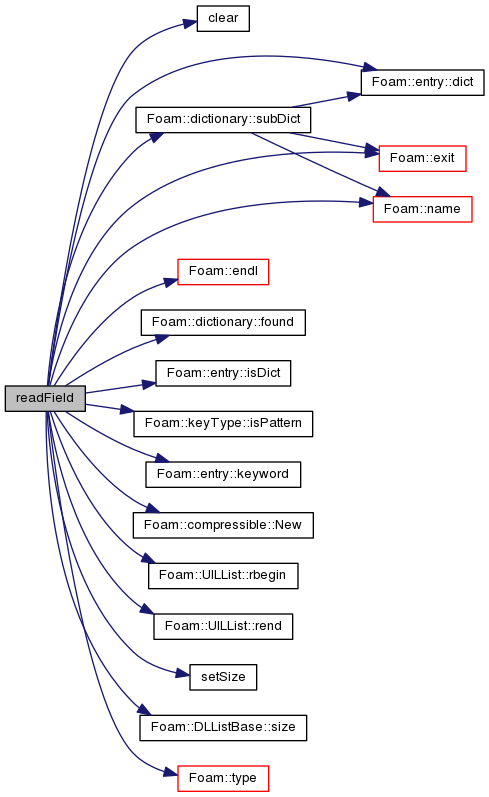 clear
Foam::entry::dict
Foam::dictionary::subDict
Foam::exit
Foam::name
Foam::endl
Foam::dictionary::found
Foam::entry::isDict
readField
Foam::keyType::isPattern
Foam::entry::keyword
Foam::compressible::New
Foam::UILList::rbegin
Foam::UILList::rend
setSize
Foam::DLListBase::size
Foam::type